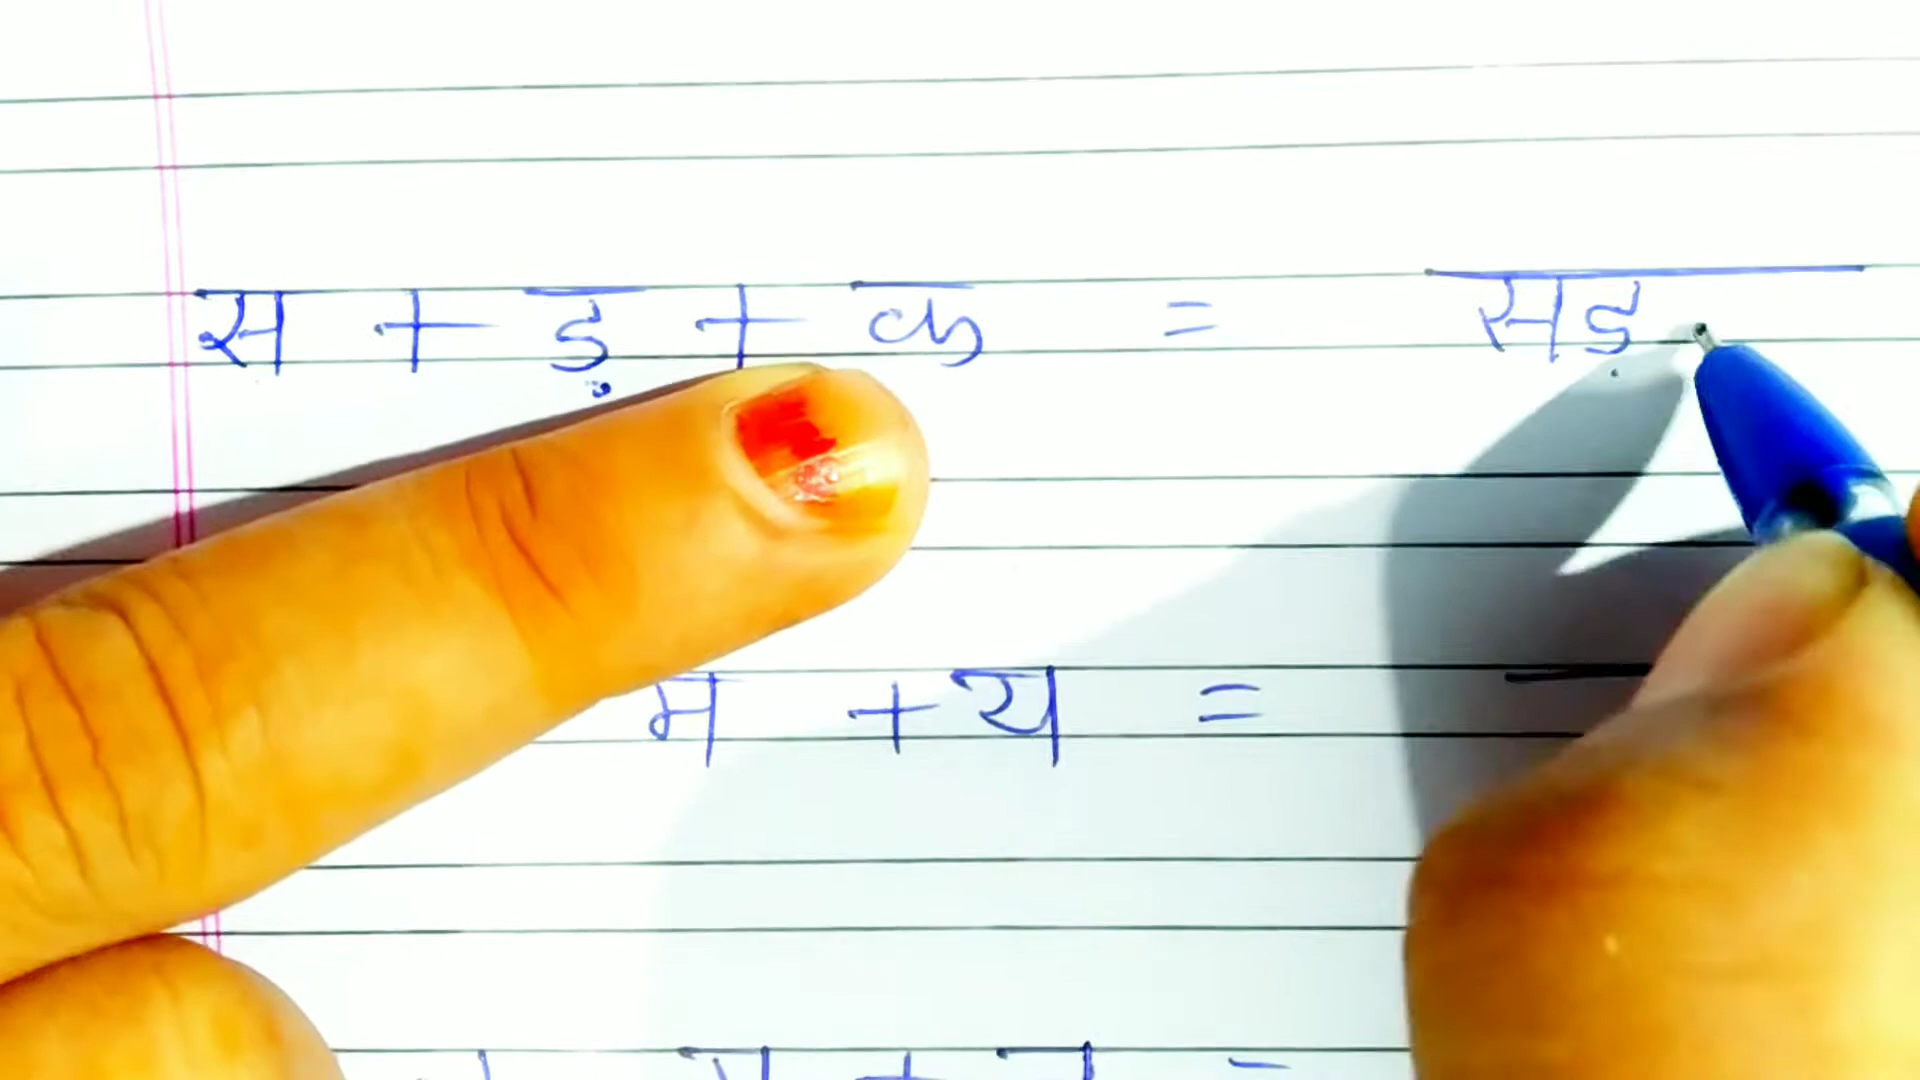 स + ड़ + क = सड़
म + य =